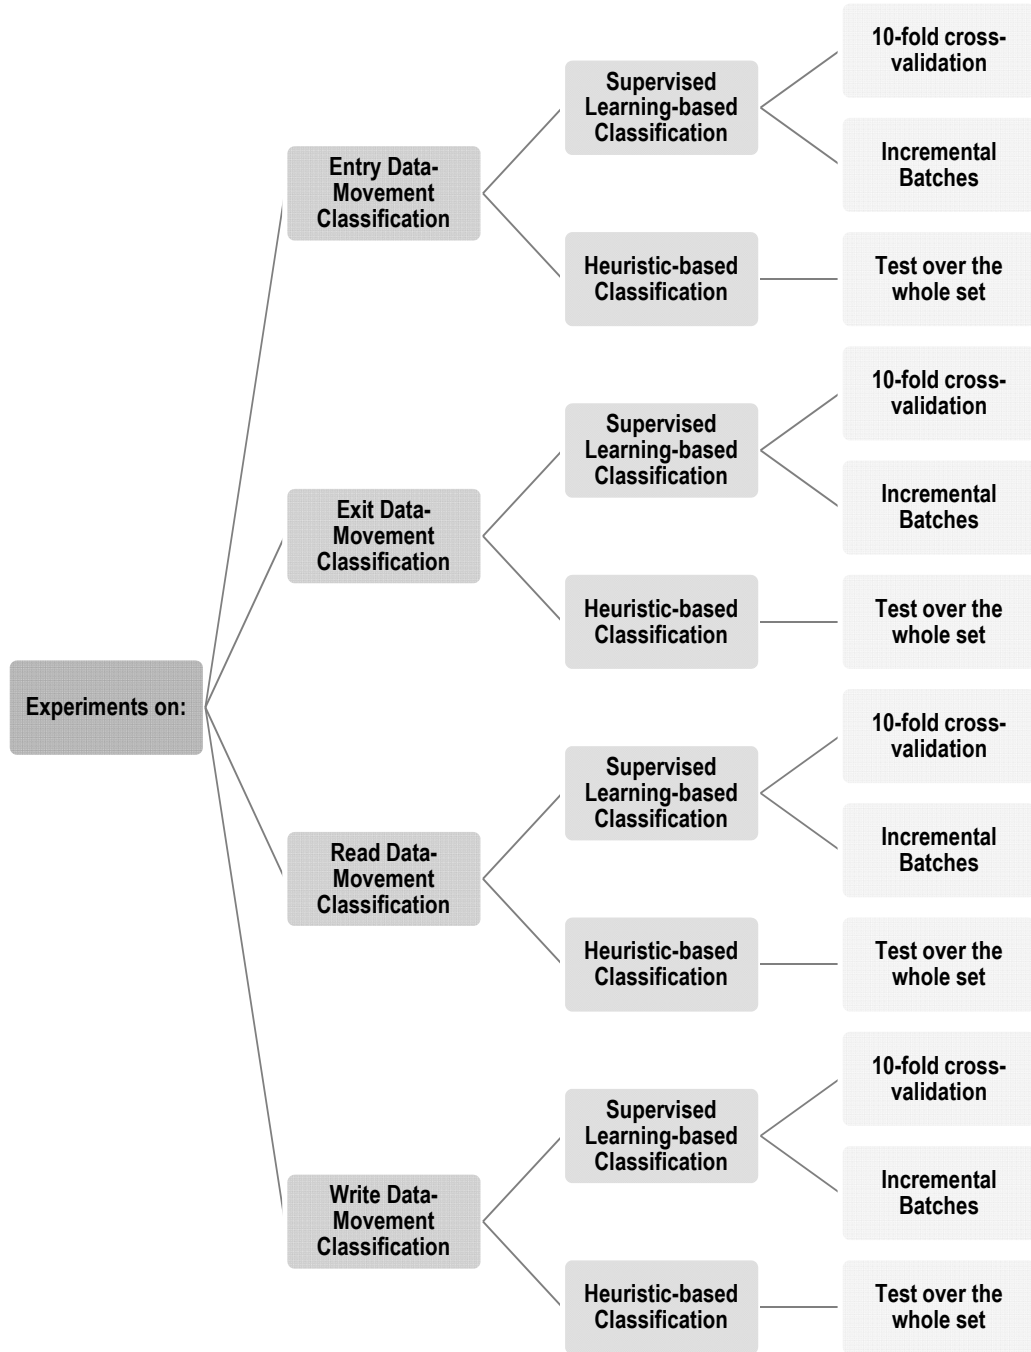 Experiments on:
Entry Data-
Movement
Classification
Supervised
Learning-based
Classification
10-fold cross-
validation
Incremental
Batches
Heuristic-based
Classification
Test over the
whole set
Exit Data-
Movement
Classification
Supervised
Learning-based
Classification
10-fold cross-
validation
Incremental
Batches
Heuristic-based
Classification
Test over the
whole set
Read Data-
Movement
Classification
Supervised
Learning-based
Classification
10-fold cross-
validation
Incremental
Batches
Heuristic-based
Classification
Test over the
whole set
Write Data-
Movement
Classification
Supervised
Learning-based
Classification
10-fold cross-
validation
Incremental
Batches
Heuristic-based
Classification
Test over the
whole set